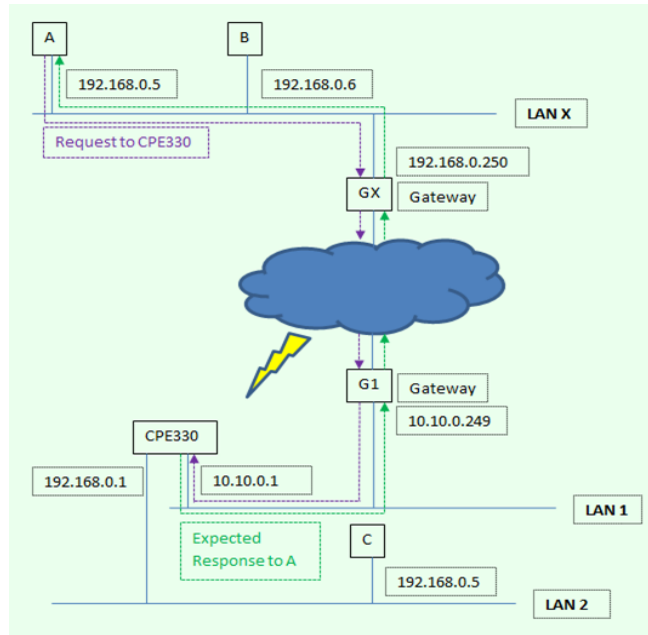 A
B
192.168.0.5
192.168.0.6
LAN X
Request to CPE330
192.168.0.250
GX
Gateway
G1
Gateway
10.10.0.249
CPE330
192.168.0.1
10.10.0.1
LAN 1
Expected
Response to A
C
192.168.0.5
LAN 2